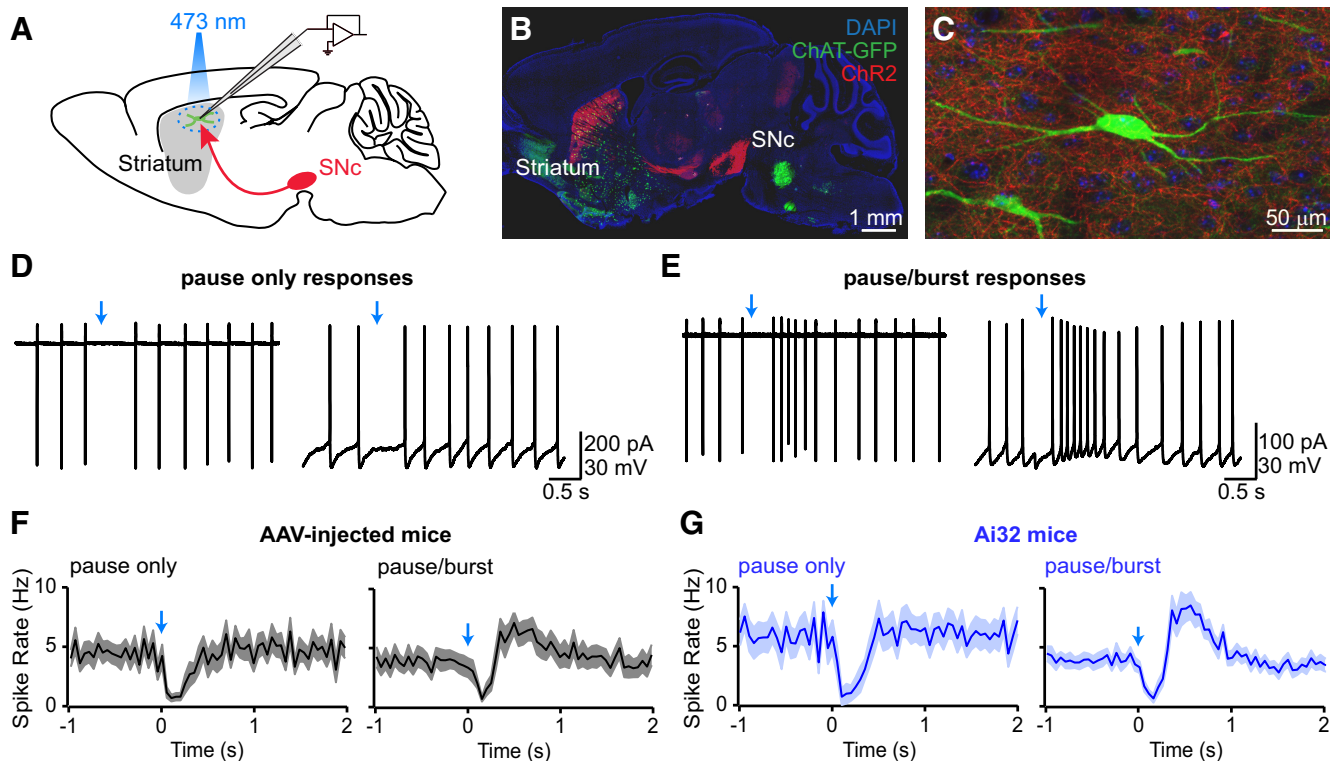 A
473 nm
Striatum
SNc
B
DAPI
ChAT-GFP
ChR2
SNc
Striatum
1 mm
C
50 µm
D
pause only responses
200 pA
30 mV
0.5 s
E
pause/burst responses
100 pA
30 mV
0.5 s
F
AAV-injected mice
pause only
pause/burst
Spike Rate (Hz)
10
5
0
-1 0 1 2
-1 0 1 2
Time (s)
Time (s)
G
Ai32 mice
pause only
pause/burst
Spike Rate (Hz)
10
5
0
-1 0 1 2
-1 0 1 2
Time (s)
Time (s)